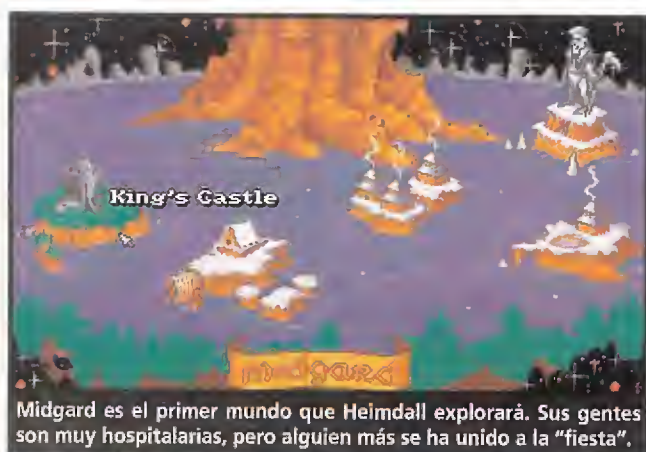 King's Castle
midgard
Midgard es el primer mundo que Heimdall explorará. Sus gentes
son muy hospitalarias, pero alguien más se ha unido a la "fiesta".